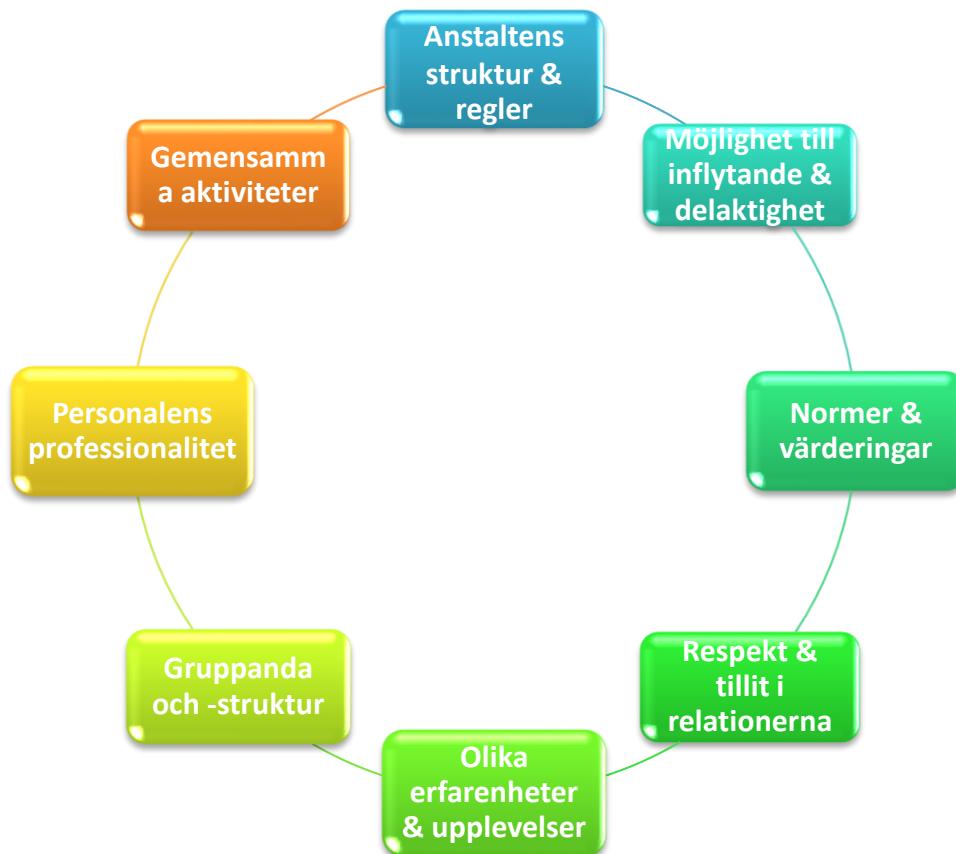 Anstaltens
struktur &
regler
Möjlighet till
inflytande &
delaktighet
Normer &
värderingar
Respekt &
tillit i
relationerna
Olika
erfarenheter
& upplevelser
Gruppanda
och -struktur
Personalens
professionalitet
Gemensamm
a aktiviteter